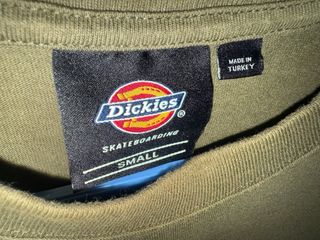 Dickies
®
SKATEBOARDING
SMALL
MADE IN
TURKEY